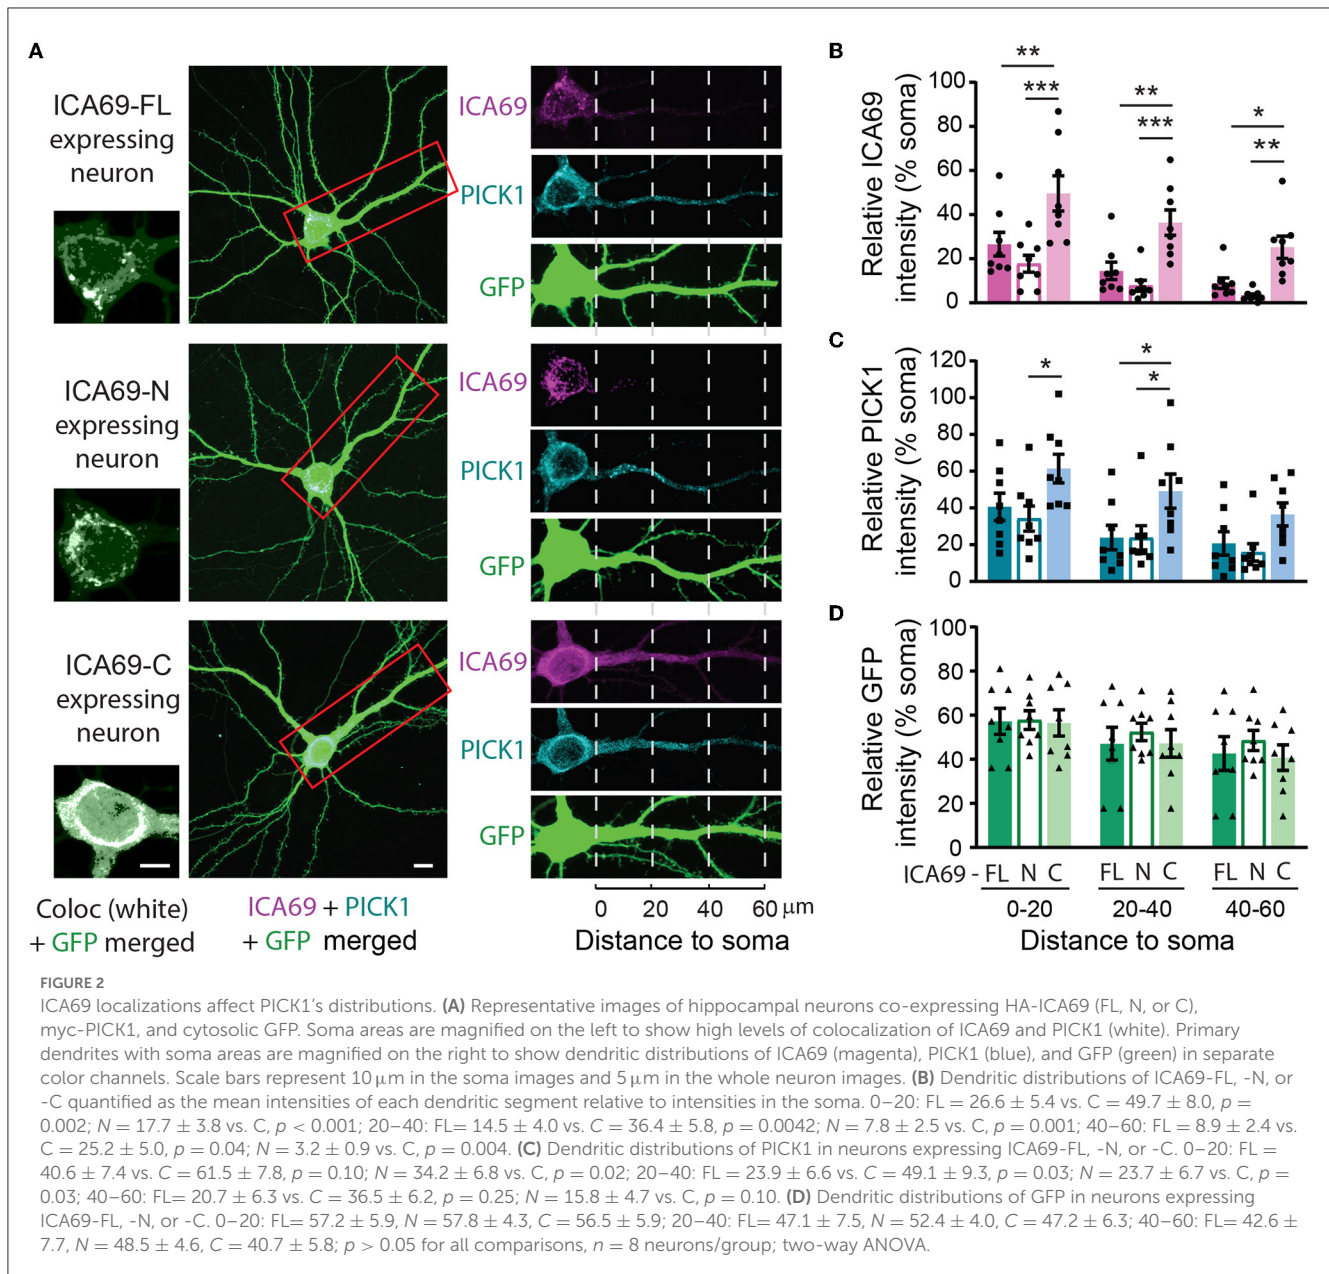 A
ICA69-FL
expressing
neuron
ICA69
PICK1
GFP
ICA69-N
expressing
neuron
ICA69
PICK1
GFP
ICA69-C
expressing
neuron
ICA69
PICK1
GFP
0 20 40 60 μm
Distance to soma
Coloc (white)
+ GFP merged
ICA69 + PICK1
+ GFP merged
B
Relative ICA69
intensity (% soma)
100
80
60
40
20
0
** *** ** *** * **
C
Relative PICK1
intensity (% soma)
120
100
80
60
40
20
0
* * *
D
Relative GFP
intensity (% soma)
100
80
60
40
20
0
ICA69 - FL N C FL N C FL N C
0-20 20-40 40-60
Distance to soma
FIGURE 2
ICA69 localizations affect PICK1's distributions. (A) Representative images of hippocampal neurons co-expressing HA-ICA69 (FL, N, or C),
myc-PICK1, and cytosolic GFP. Soma areas are magnified on the left to show high levels of colocalization of ICA69 and PICK1 (white). Primary
dendrites with soma areas are magnified on the right to show dendritic distributions of ICA69 (magenta), PICK1 (blue), and GFP (green) in separate
color channels. Scale bars represent 10 μm in the soma images and 5 μm in the whole neuron images. (B) Dendritic distributions of ICA69-FL, -N, or
-C quantified as the mean intensities of each dendritic segment relative to intensities in the soma. 0–20: FL = 26.6 ± 5.4 vs. C = 49.7 ± 8.0, p =
0.002; N = 17.7 ± 3.8 vs. C, p < 0.001; 20–40: FL= 14.5 ± 4.0 vs. C = 36.4 ± 5.8, p = 0.0042; N = 7.8 ± 2.5 vs. C, p = 0.001; 40–60: FL = 8.9 ± 2.4 vs.
C = 25.2 ± 5.0, p = 0.04; N = 3.2 ± 0.9 vs. C, p = 0.004. (C) Dendritic distributions of PICK1 in neurons expressing ICA69-FL, -N, or -C. 0–20: FL =
40.6 ± 7.4 vs. C = 61.5 ± 7.8, p = 0.10; N = 34.2 ± 6.8 vs. C, p = 0.02; 20–40: FL = 23.9 ± 6.6 vs. C = 49.1 ± 9.3, p = 0.03; N = 23.7 ± 6.7 vs. C, p =
0.03; 40–60: FL= 20.7 ± 6.3 vs. C = 36.5 ± 6.2, p = 0.25; N = 15.8 ± 4.7 vs. C, p = 0.10. (D) Dendritic distributions of GFP in neurons expressing
ICA69-FL, -N, or -C. 0–20: FL= 57.2 ± 5.9, N = 57.8 ± 4.3, C = 56.5 ± 5.9; 20–40: FL= 47.1 ± 7.5, N = 52.4 ± 4.0, C = 47.2 ± 6.3; 40–60: FL= 42.6 ±
7.7, N = 48.5 ± 4.6, C = 40.7 ± 5.8; p > 0.05 for all comparisons, n = 8 neurons/group; two-way ANOVA.